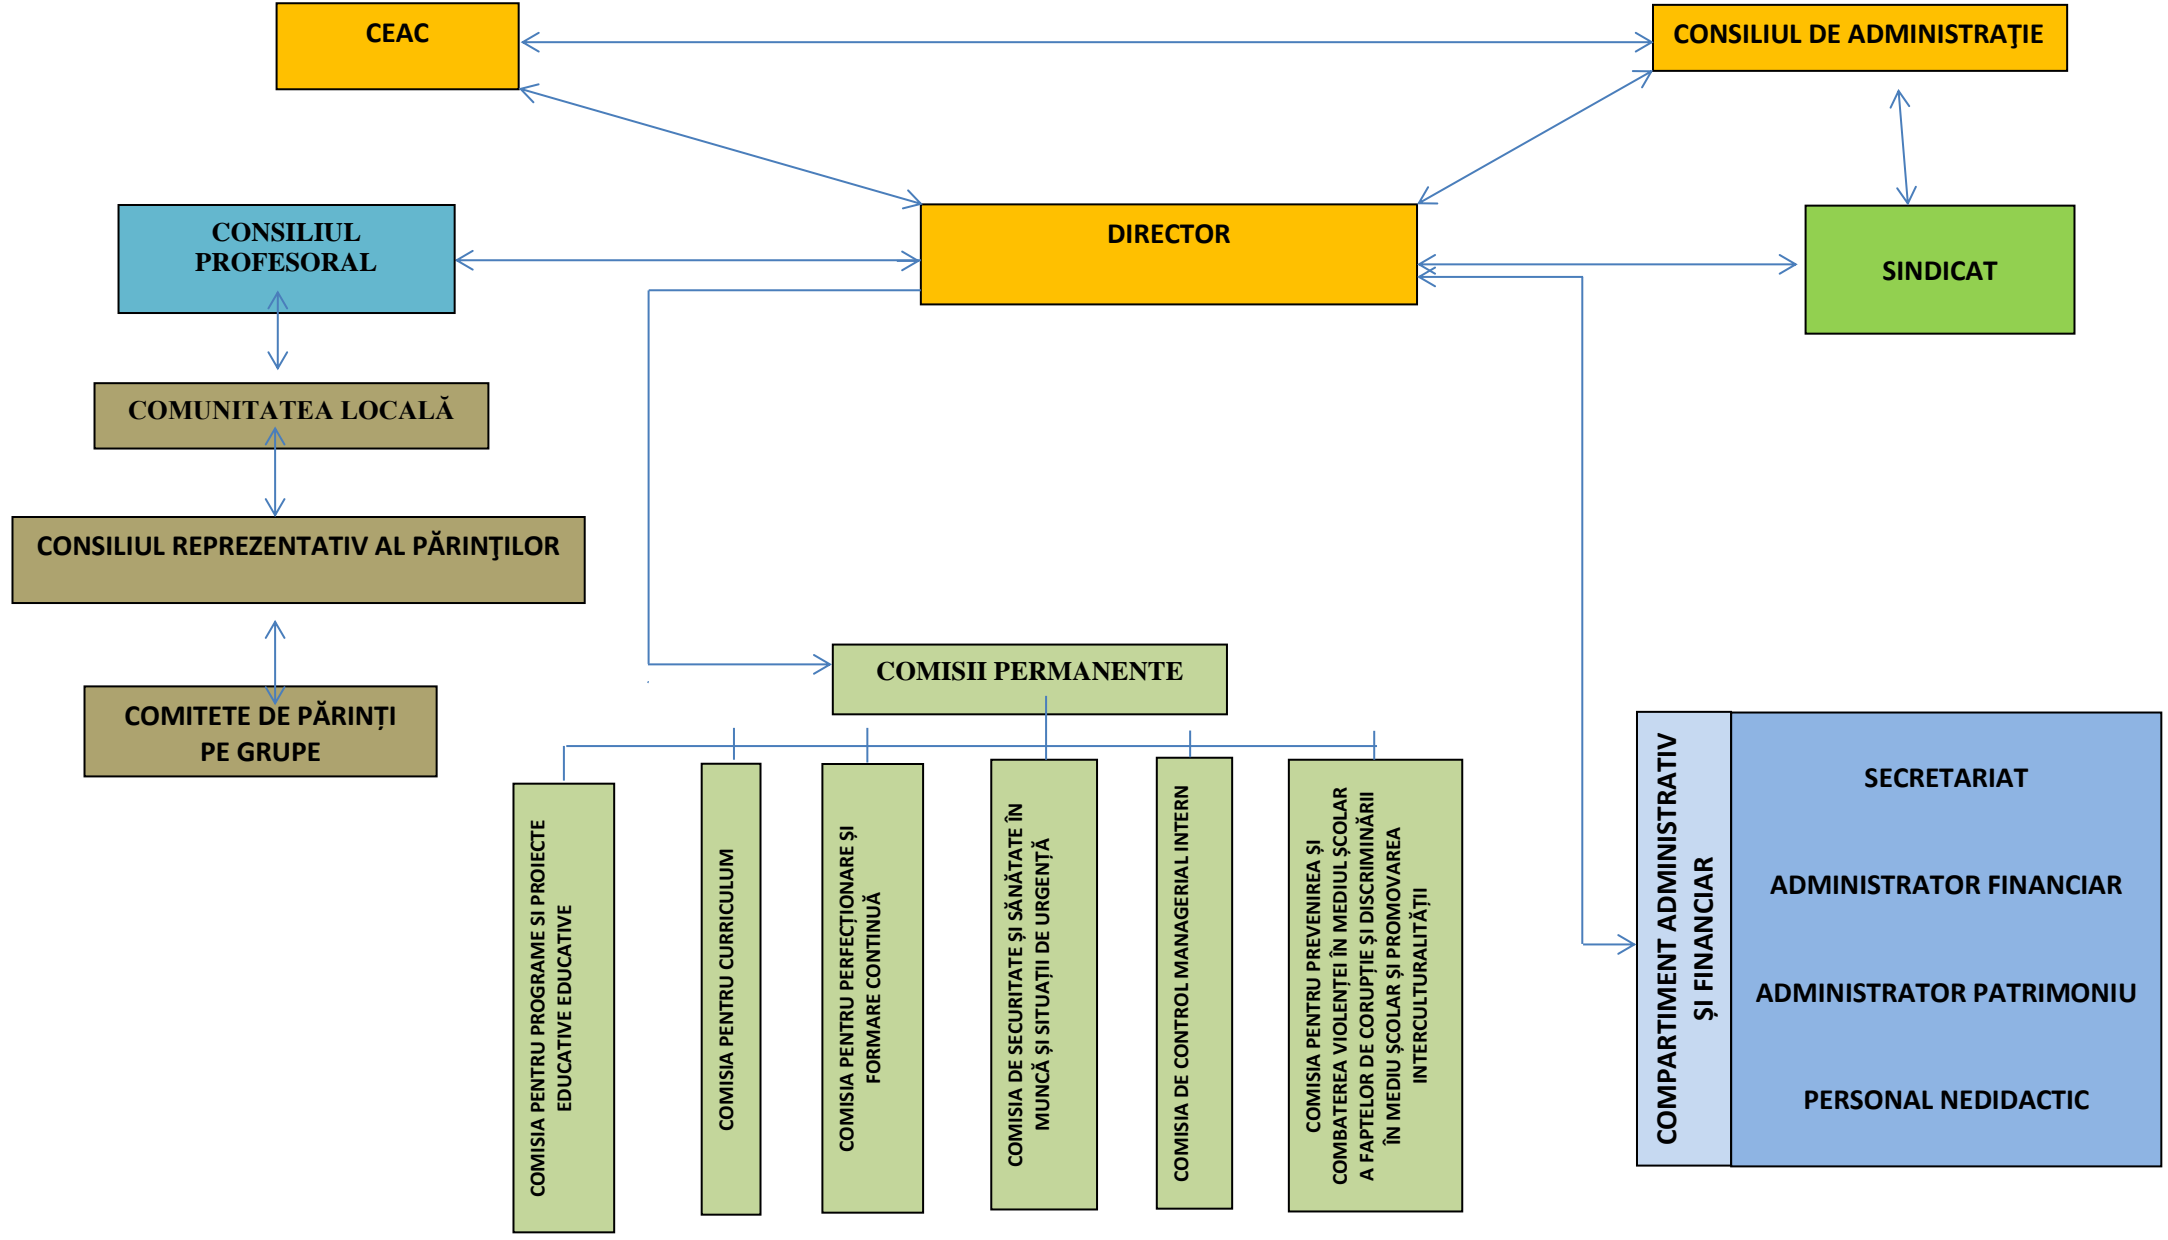 CEAC
CONSILIUL DE ADMINISTRAŢIE
CONSILIUL
PROFESORAL
DIRECTOR
SINDICAT
COMUNITATEA LOCALĂ
CONSILIUL REPREZENTATIV AL PĂRINŢILOR
COMITETE DE PĂRINȚI
PE GRUPE
COMISII PERMANENTE
COMISIA PENTRU PROGRAME SI PROIECTE
EDUCATIVE EDUCATIVE
COMISIA PENTRU CURRICULUM
COMISIA PENTRU PERFECȚIONARE ȘI
FORMARE CONTINUĂ
COMISIA DE SECURITATE ȘI SĂNĂTATE ÎN
MUNCĂ ȘI SITUAȚII DE URGENȚĂ
COMISIA DE CONTROL MANAGERIAL INTERN
COMISIA PENTRU PREVENIREA ȘI
COMBATEREA VIOLENȚEI ÎN MEDIUL ȘCOLAR
A FAPTELOR DE CORUPȚIE ȘI DISCRIMINĂRII
ÎN MEDIU ȘCOLAR ȘI PROMOVAREA
INTERCULTURALITĂȚII
COMPARTIMENT ADMINISTRATIV
ȘI FINANCIAR
SECRETARIAT
ADMINISTRATOR FINANCIAR
ADMINISTRATOR PATRIMONIU
PERSONAL NEDIDACTIC